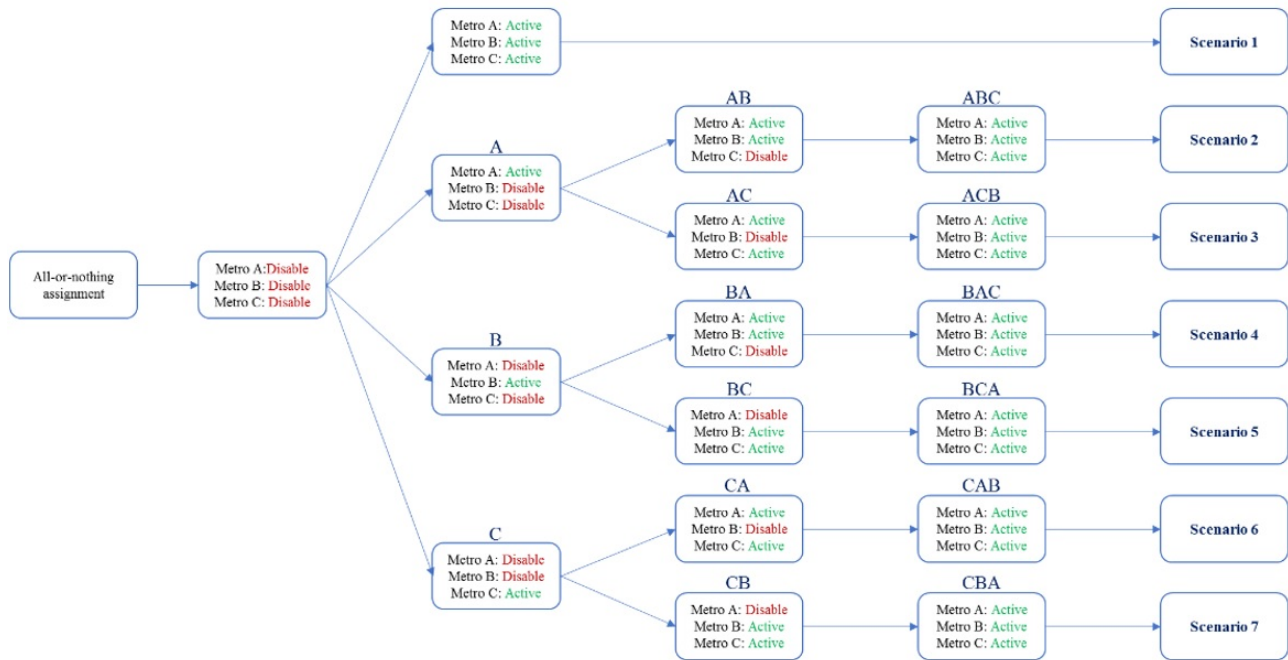 Metro A: Active
Metro B: Active
Metro C: Active
Scenario 1
A
Metro A: Active
Metro B: Disable
Metro C: Disable
AB
Metro A: Active
Metro B: Active
Metro C: Disable
ABC
Metro A: Active
Metro B: Active
Metro C: Active
Scenario 2
AC
Metro A: Active
Metro B: Disable
Metro C: Active
ACB
Metro A: Active
Metro B: Active
Metro C: Active
Scenario 3
All-or-nothing
assignment
Metro A:Disable
Metro B: Disable
Metro C: Disable
B
Metro A: Disable
Metro B: Active
Metro C: Disable
BA
Metro A: Active
Metro B: Active
Metro C: Disable
BAC
Metro A: Active
Metro B: Active
Metro C: Active
Scenario 4
BC
Metro A: Disable
Metro B: Active
Metro C: Active
BCA
Metro A: Active
Metro B: Active
Metro C: Active
Scenario 5
C
Metro A: Disable
Metro B: Disable
Metro C: Active
CA
Metro A: Active
Metro B: Disable
Metro C: Active
CAB
Metro A: Active
Metro B: Active
Metro C: Active
Scenario 6
CB
Metro A: Disable
Metro B: Active
Metro C: Active
CBA
Metro A: Active
Metro B: Active
Metro C: Active
Scenario 7